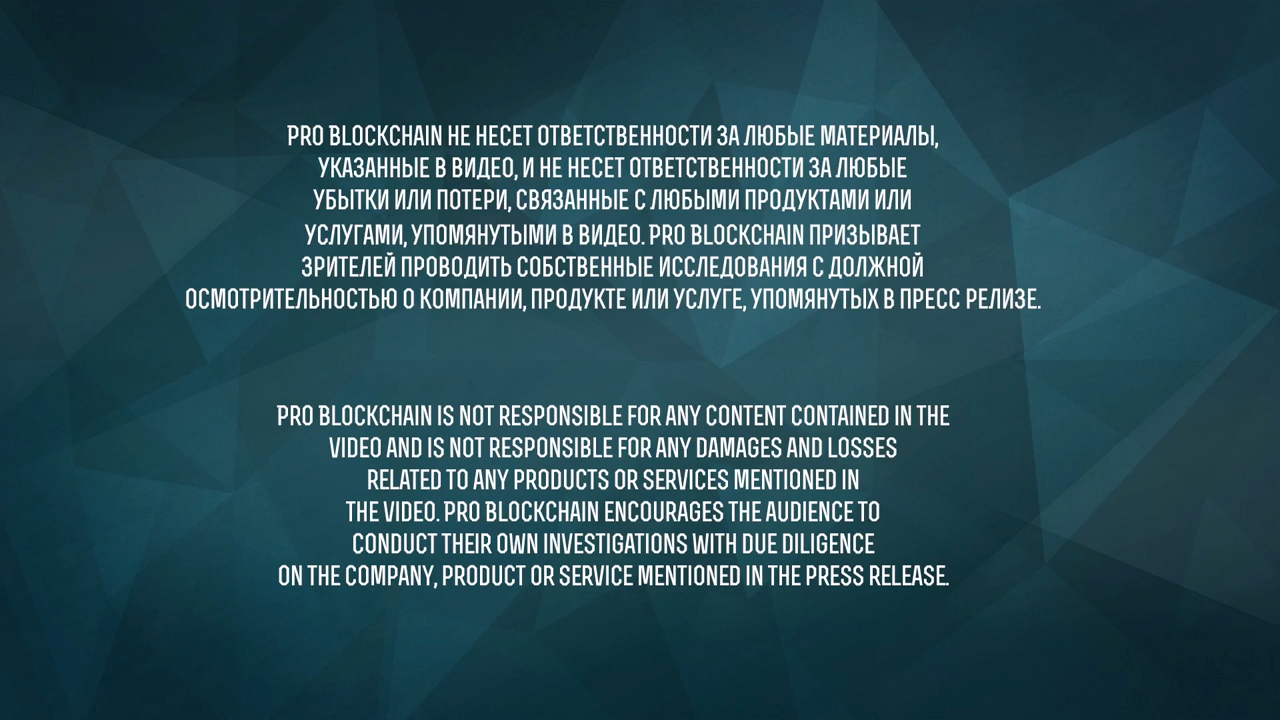 PRO BLOCKCHAIN НЕ НЕСЕТ ОТВЕТСТВЕННОСТИ ЗА ЛЮБЫЕ МАТЕРИАЛЫ,
УКАЗАННЫЕ В ВИДЕО, И НЕ НЕСЕТ ОТВЕТСТВЕННОСТИ ЗА ЛЮБЫЕ
УБЫТКИ ИЛИ ПОТЕРИ, СВЯЗАННЫЕ С ЛЮБЫМИ ПРОДУКТАМИ ИЛИ
УСЛУГАМИ, УПОМЯНУТЫМИ В ВИДЕО. PRO BLOCKCHAIN ПРИЗЫВАЕТ
ЗРИТЕЛЕЙ ПРОВОДИТЬ СОБСТВЕННЫЕ ИССЛЕДОВАНИЯ С ДОЛЖНОЙ
ОСМОТРИТЕЛЬНОСТЬЮ О КОМПАНИИ, ПРОДУКТЕ ИЛИ УСЛУГЕ, УПОМЯНУТЫХ В ПРЕСС РЕЛИЗЕ.
PRO BLOCKCHAIN IS NOT RESPONSIBLE FOR ANY CONTENT CONTAINED IN THE
VIDEO AND IS NOT RESPONSIBLE FOR ANY DAMAGES AND LOSSES
RELATED TO ANY PRODUCTS OR SERVICES MENTIONED IN
THE VIDEO. PRO BLOCKCHAIN ENCOURAGES THE AUDIENCE TO
CONDUCT THEIR OWN INVESTIGATIONS WITH DUE DILIGENCE
ON THE COMPANY, PRODUCT OR SERVICE MENTIONED IN THE PRESS RELEASE.